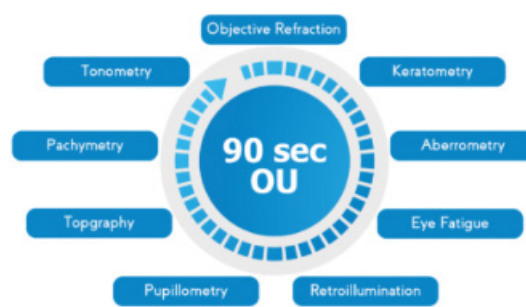 Objective Refraction
Keratometry
Aberrometry
Eye Fatigue
Retroillumination
Pupillometry
Topgraphy
Pachymetry
Tonometry
90 sec
OU